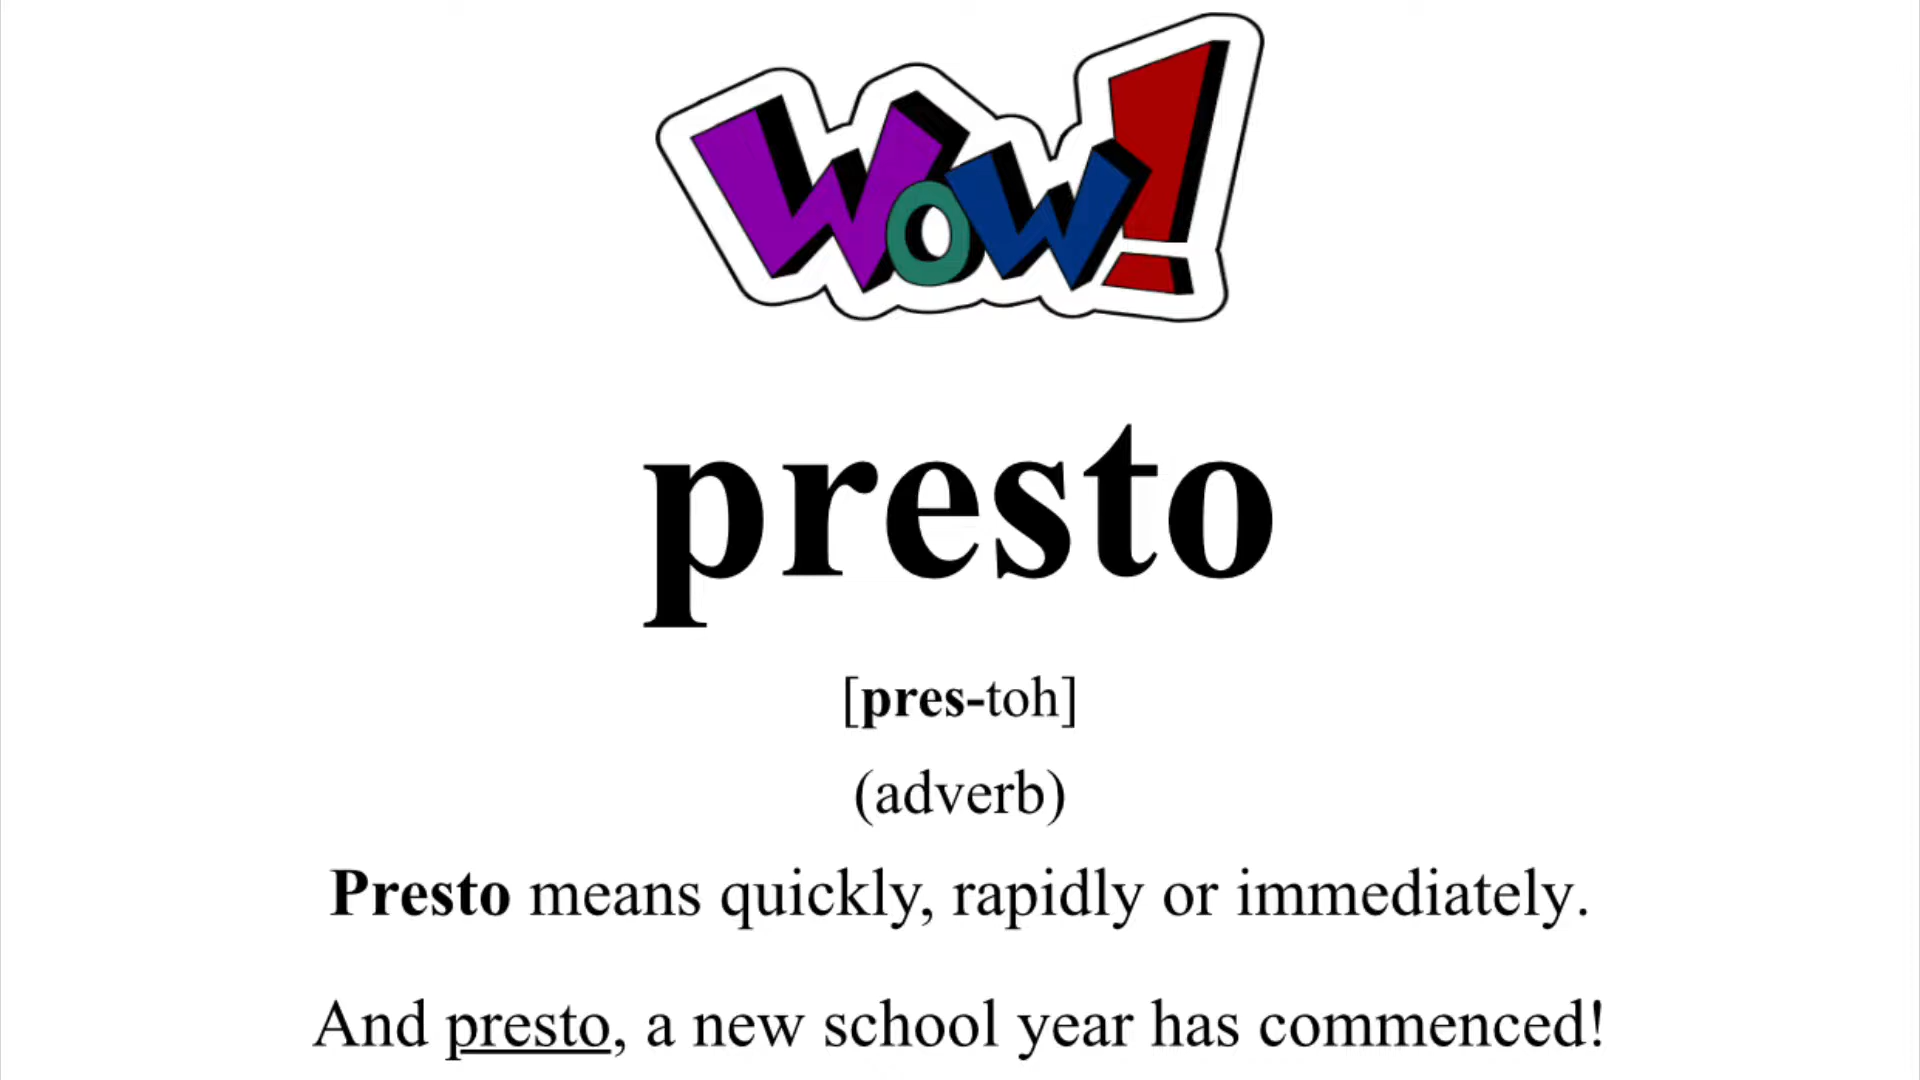 Wow!
presto
[pres-toh]
(adverb)
Presto means quickly, rapidly or immediately.
And presto, a new school year has commenced!